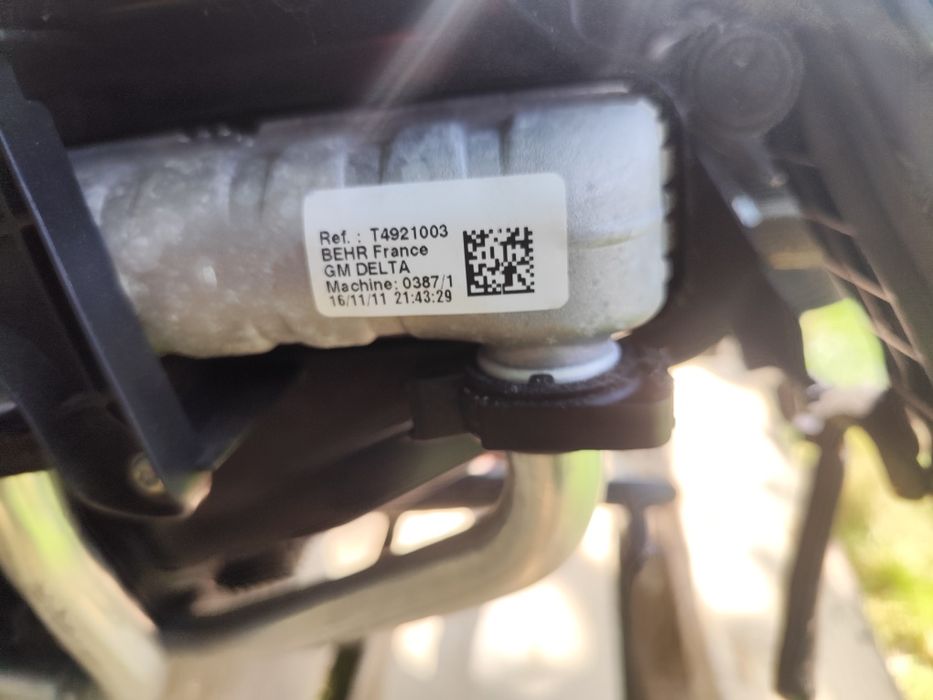 Ref. : T4921003
BEHR France
GM DELTA
Machine: 0387/1
16/11/11 21:43:29